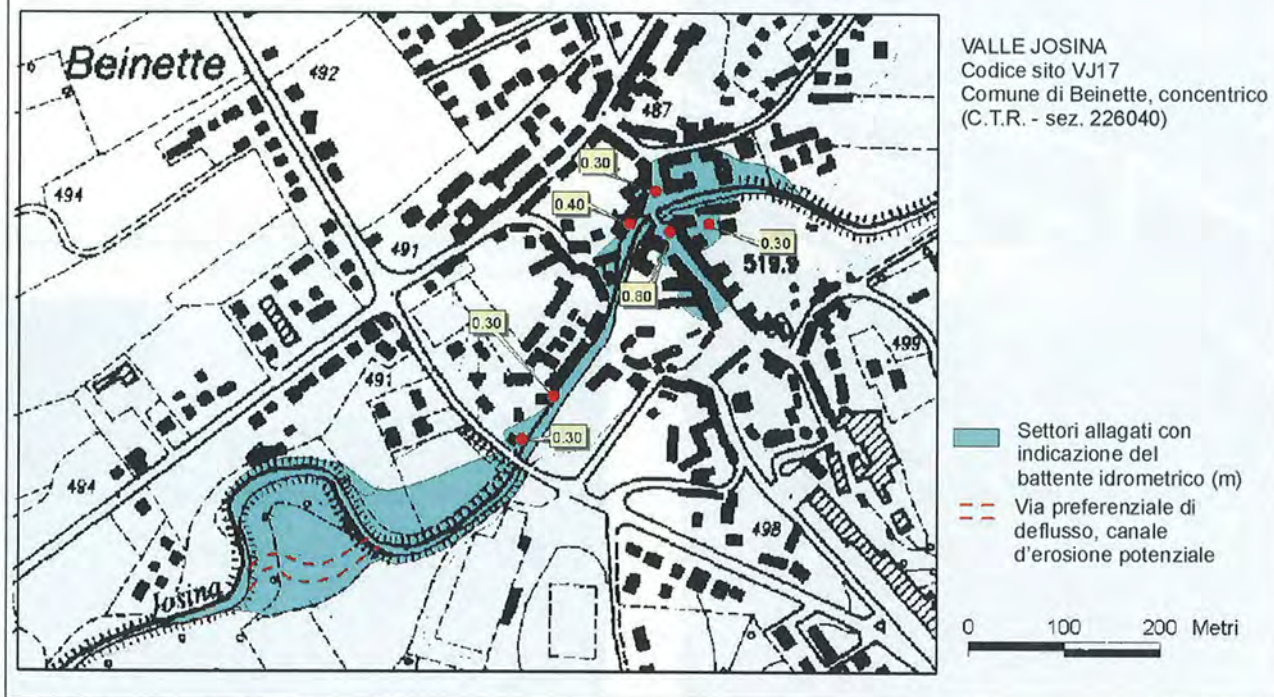 Beinette
492
487
494
0.30
0.40
491
0.30
519.9
0.80
0.30
499
491
0.30
494
498
Josina
VALLE JOSINA
Codice sito VJ17
Comune di Beinette, concentrico
(C.T.R. - sez. 226040)
Settori allagati con
indicazione del
battente idrometrico (m)
Via preferenziale di
deflusso, canale
d'erosione potenziale
0 100 200 Metri